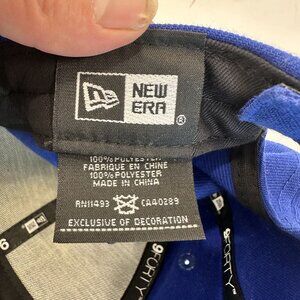 NEW
ERA
®
100% POLYESTER
FABRIQUE EN CHINE
100% POLYESTER
MADE IN CHINA
RN11493 CA40289
EXCLUSIVE OF DECORATION
9FORTY